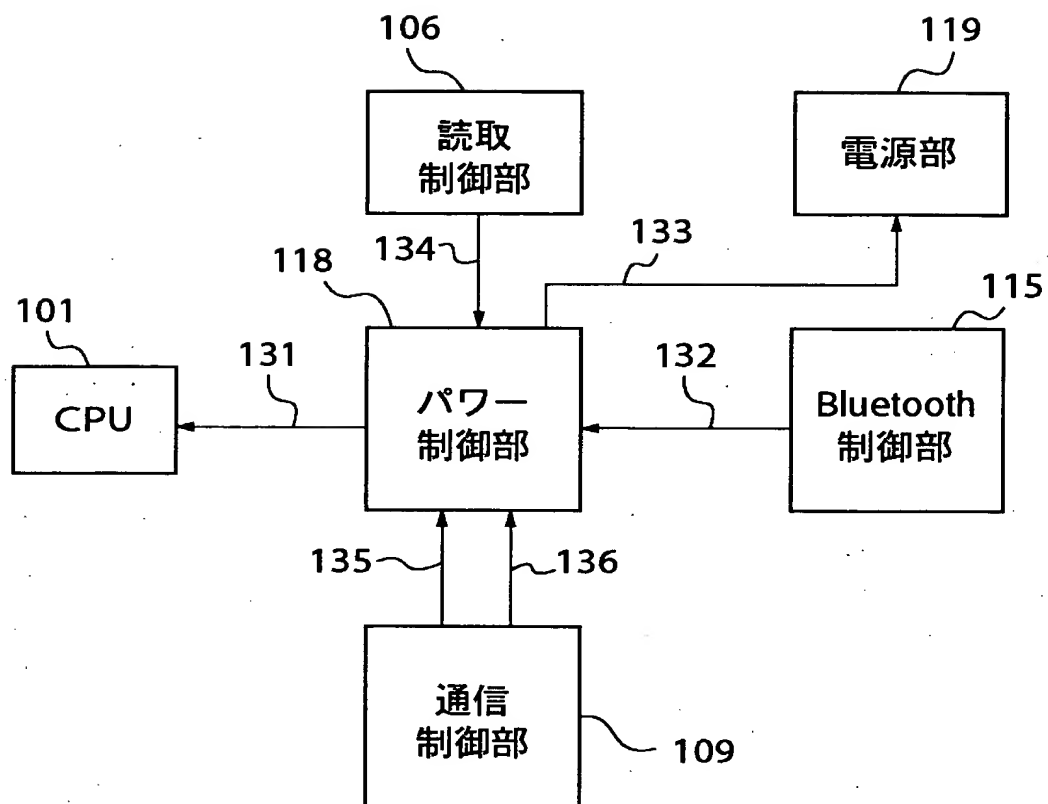 106
119
読取
制御部
電源部
134
133
118
115
101
131
132
CPU
パワー
制御部
Bluetooth
制御部
135
136
通信
制御部
109